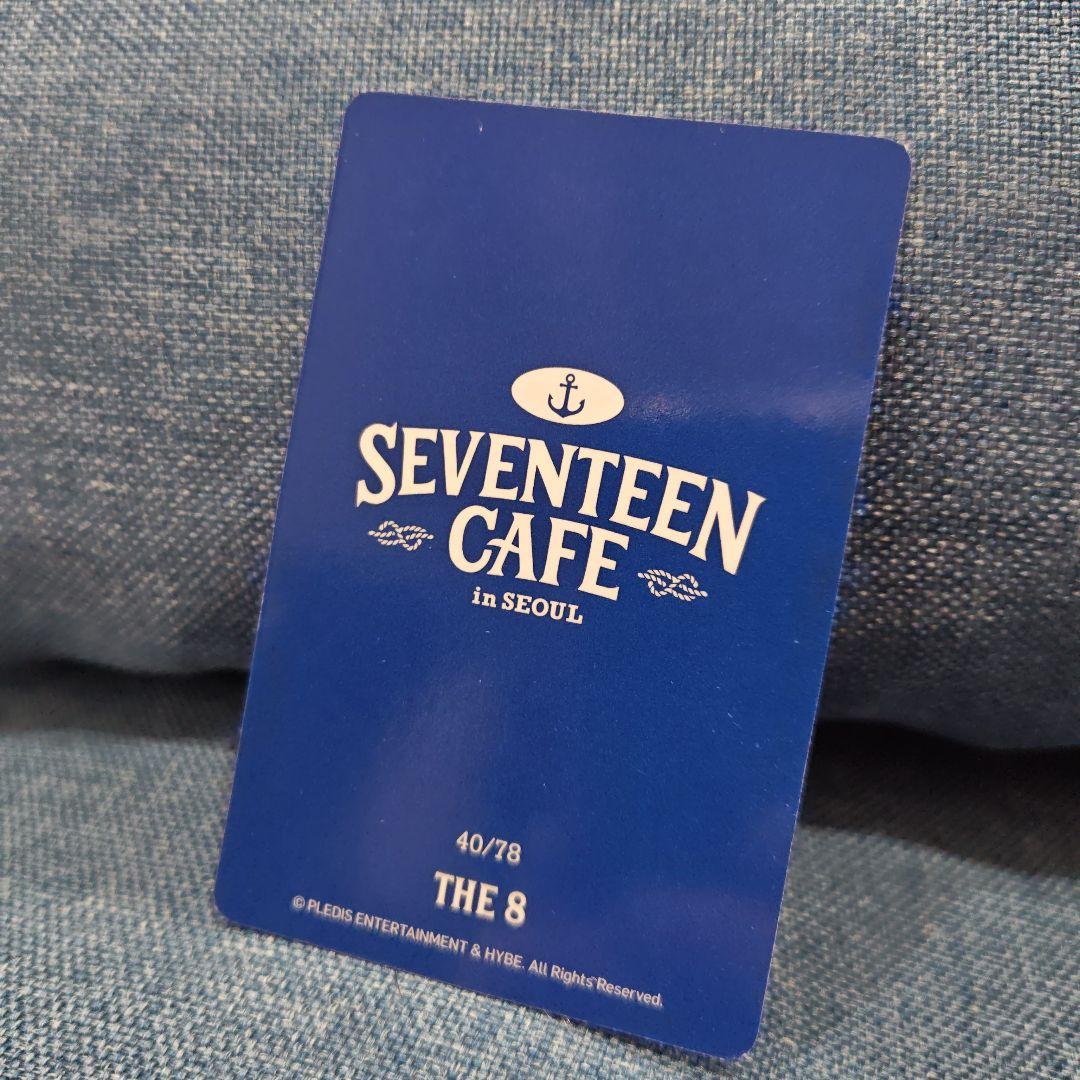 SEVENTEEN
CAFE
in SEOUL
40/78
THE 8
© PLEDIS ENTERTAINMENT & HYBE. All Rights Reserved.